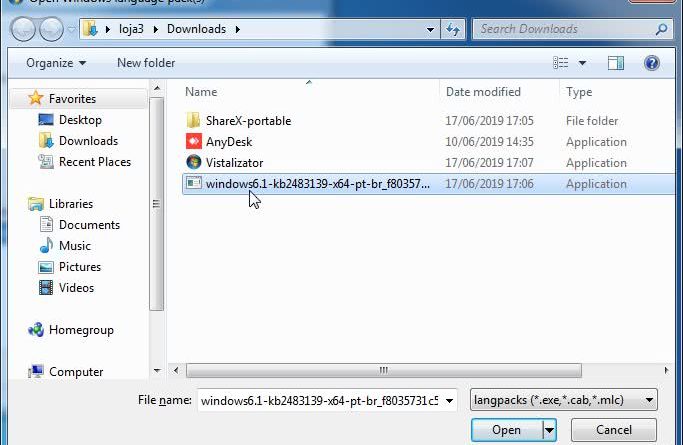 Open Windows language pack(s)
loja3 Downloads
Search Downloads
Organize New folder
Name Date modified Type
Favorites
Desktop
Downloads
Recent Places
Libraries
Documents
Music
Pictures
Videos
Homegroup
Computer
ShareX-portable 17/06/2019 17:05 File folder
AnyDesk 10/06/2019 14:35 Application
Vistalizator 17/06/2019 17:07 Application
windows6.1-kb2483139-x64-pt-br_f80357... 17/06/2019 17:06 Application
File name: windows6.1-kb2483139-x64-pt-br_f8035731c5 langpacks (*.exe,*.cab,*.mlc)
Open Cancel